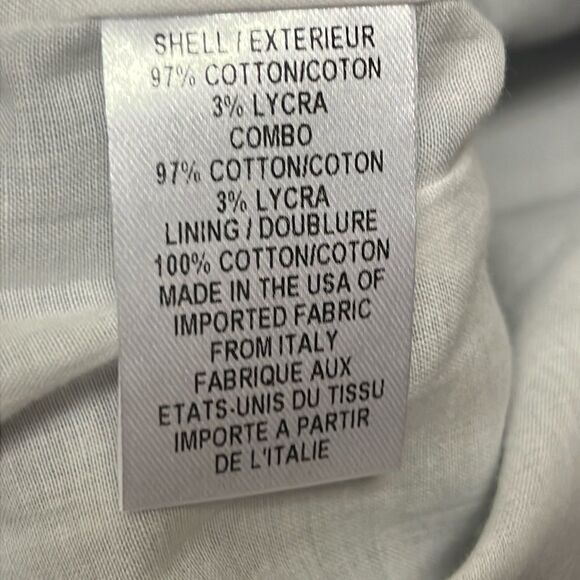 SHELL / EXTERIEUR
97% COTTON/COTON
3% LYCRA
COMBO
97% COTTON/COTON
3% LYCRA
LINING / DOUBLURE
100% COTTON/COTON
MADE IN THE USA OF
IMPORTED FABRIC
FROM ITALY
FABRIQUE AUX
ETATS-UNIS DU TISSU
IMPORTE A PARTIR
DE L'ITALIE